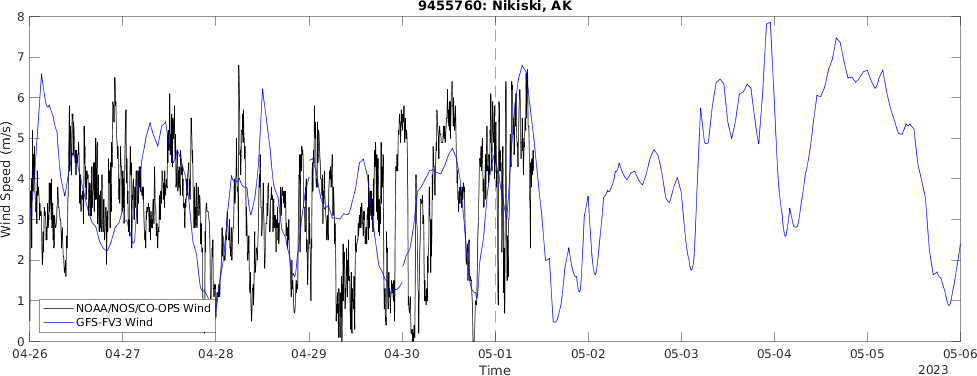 9455760: Nikiski, AK
Wind Speed (m/s)
8
7
6
5
4
3
2
1
0
NOAA/NOS/CO-OPS Wind
GFS-FV3 Wind
04-26 04-27 04-28 04-29 04-30 05-01 05-02 05-03 05-04 05-05 05-06
Time
2023